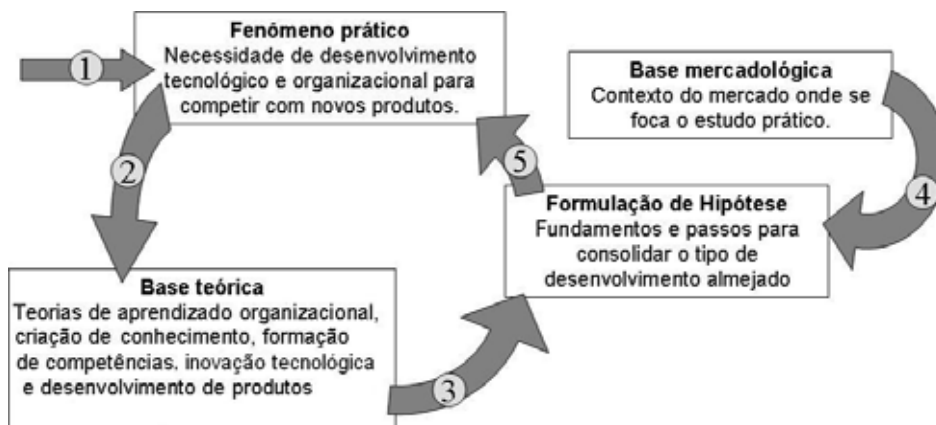 Fenômeno prático
Necessidade de desenvolvimento
tecnológico e organizacional para
competir com novos produtos.
1
Base mercadológica
Contexto do mercado onde se
foca o estudo prático.
2
5
4
Formulação de Hipótese
Fundamentos e passos para
consolidar o tipo de
desenvolvimento almejado
Base teórica
Teorias de aprendizado organizacional,
criação de conhecimento, formação
de competências, inovação tecnológica
e desenvolvimento de produtos
3